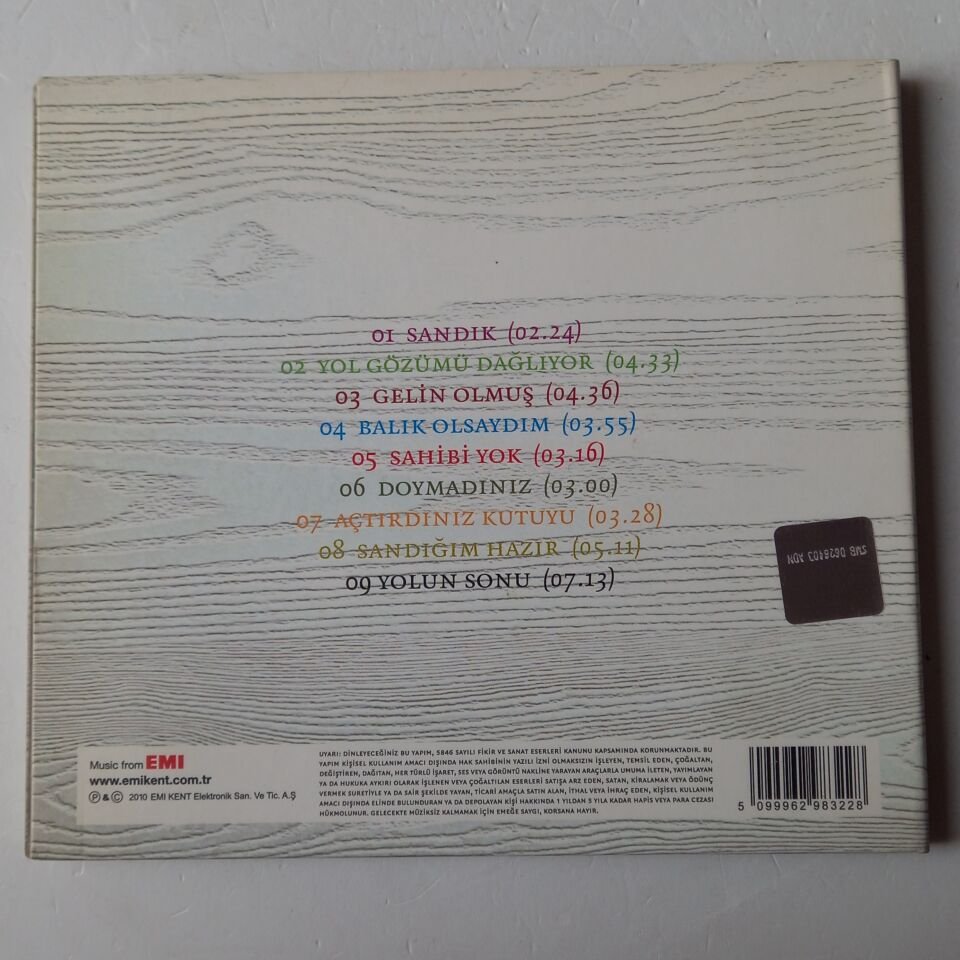 01 SANDIK (02.24)
02 YOL GÖZÜMÜ DAĞLIYOR (04.33)
03 GELİN OLMUŞ (04.36)
04 BALIK OLSAYDIM (03.55)
05 SAHİBİ YOK (03.16)
06 DOYMADINIZ (03.00)
07 AÇTIRDINIZ KUTUYU (03.28)
08 SANDIĞIM HAZIR (05.11)
09 YOLUN SONU (07.13)
SMB 0628403 ADN
Music from EMI
www.emikent.com.tr
Ⓟ & © 2010 EMI KENT Elektronik San. Ve Tic. A.Ş
UYARI: DİNLEYECEĞİNİZ BU YAPIM, 5846 SAYILI FİKİR VE SANAT ESERLERİ KANUNU KAPSAMINDA KORUNMAKTADIR. BU
YAPIM KİŞİSEL KULLANIM AMACI DIŞINDA HAK SAHİBİNİN YAZILI İZNİ OLMAKSIZIN İŞLEYEN, TEMSİL EDEN, ÇOĞALTAN,
DEĞİŞTİREN, DAĞITAN, HER TÜRLÜ İŞARET, SES VEYA GÖRÜNTÜ NAKLİNE YARAYAN ARAÇLARLA UMUMA İLETEN, YAYIMLAYAN
YA DA HUKUKA AYKIRI OLARAK İŞLENEN VEYA ÇOĞALTILAN ESERLERİ SATIŞA ARZ EDEN, SATAN, KİRALAMAK VEYA ÖDÜNÇ
VERMEK SURETİYLE YA DA SAİR ŞEKİLDE YAYAN, TİCARİ AMAÇLA SATIN ALAN, İTHAL VEYA İHRAÇ EDEN, KİŞİSEL KULLANIM
AMACI DIŞINDA ELİNDE BULUNDURAN YA DA DEPOLAYAN KİŞİ HAKKINDA 1 YILDAN 5 YILA KADAR HAPİS VEYA PARA CEZASI
HÜKMOLUNUR. GELECEKTE MÜZİKSİZ KALMAMAK İÇİN EMEĞE SAYGI, KORSANA HAYIR.
5 099962 983228